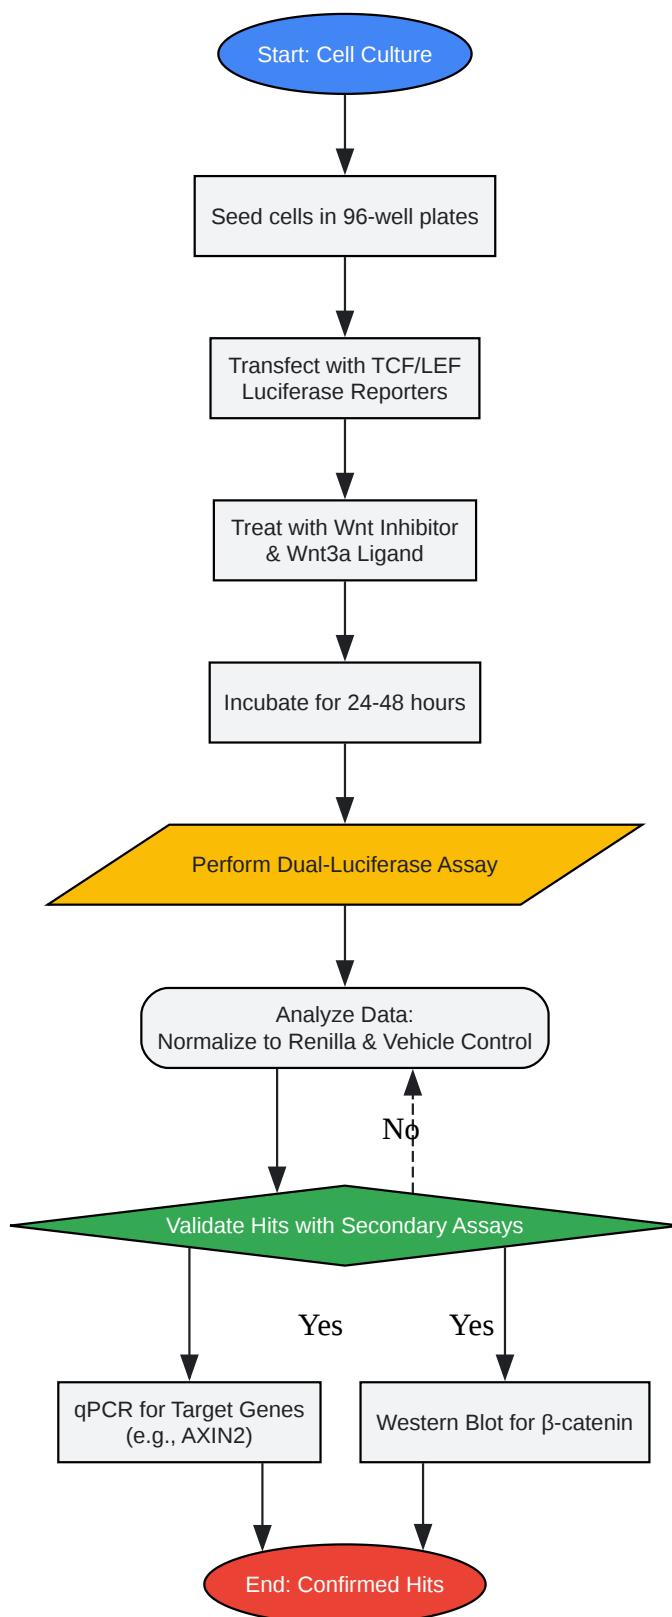 Start: Cell Culture
Seed cells in 96-well plates
Transfect with TCF/LEF
Luciferase Reporters
Treat with Wnt Inhibitor
& Wnt3a Ligand
Incubate for 24-48 hours
Perform Dual-Luciferase Assay
Analyze Data:
Normalize to Renilla & Vehicle Control
No
Validate Hits with Secondary Assays
Yes
Yes
qPCR for Target Genes
(e.g., AXIN2)
Western Blot for β-catenin
End: Confirmed Hits